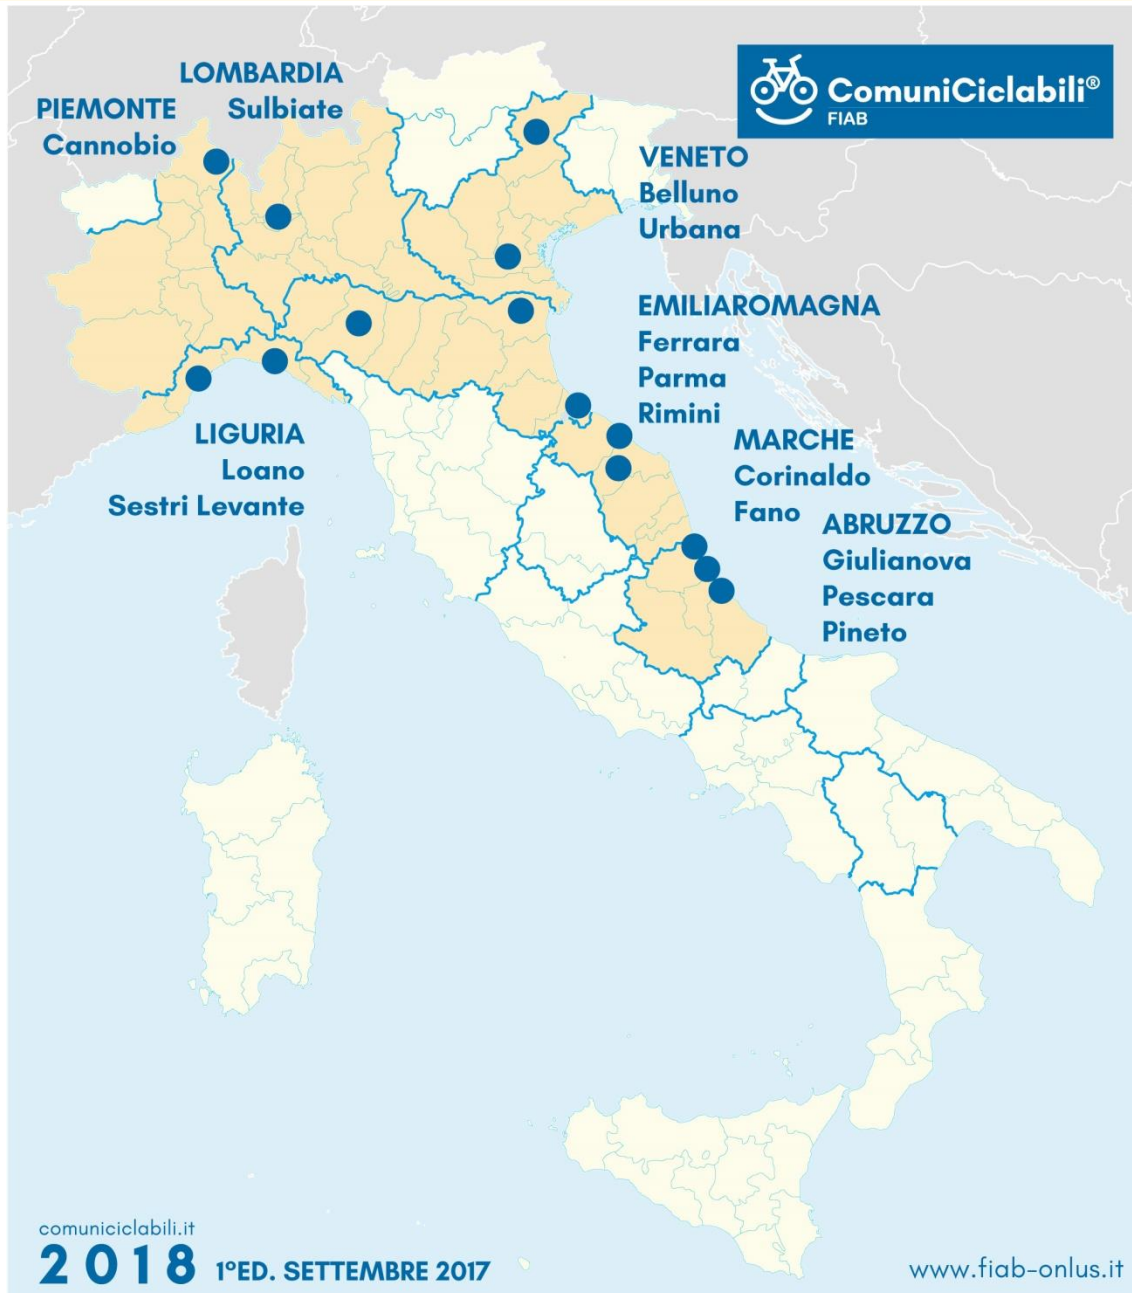 LOMBARDIA
Sulbiate
PIEMONTE
Cannobio
ComuniCiclabili®
FIAB
VENETO
Belluno
Urbana
EMILIAROMAGNA
Ferrara
Parma
Rimini
LIGURIA
Loano
Sestri Levante
MARCHE
Corinaldo
Fano
ABRUZZO
Giulianova
Pescara
Pineto
comuniciclabili.it
2018 1°ED. SETTEMBRE 2017
www.fiab-onlus.it